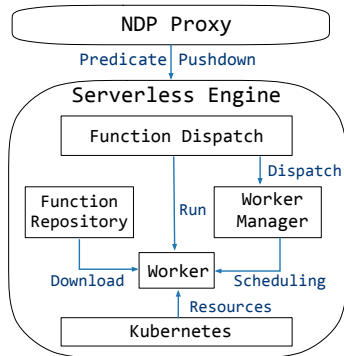 NDP Proxy
Predicate Pushdown
Serverless Engine
Function Dispatch
Dispatch
Function
Repository
Run
Worker
Manager
Download
Worker
Scheduling
Resources
Kubernetes